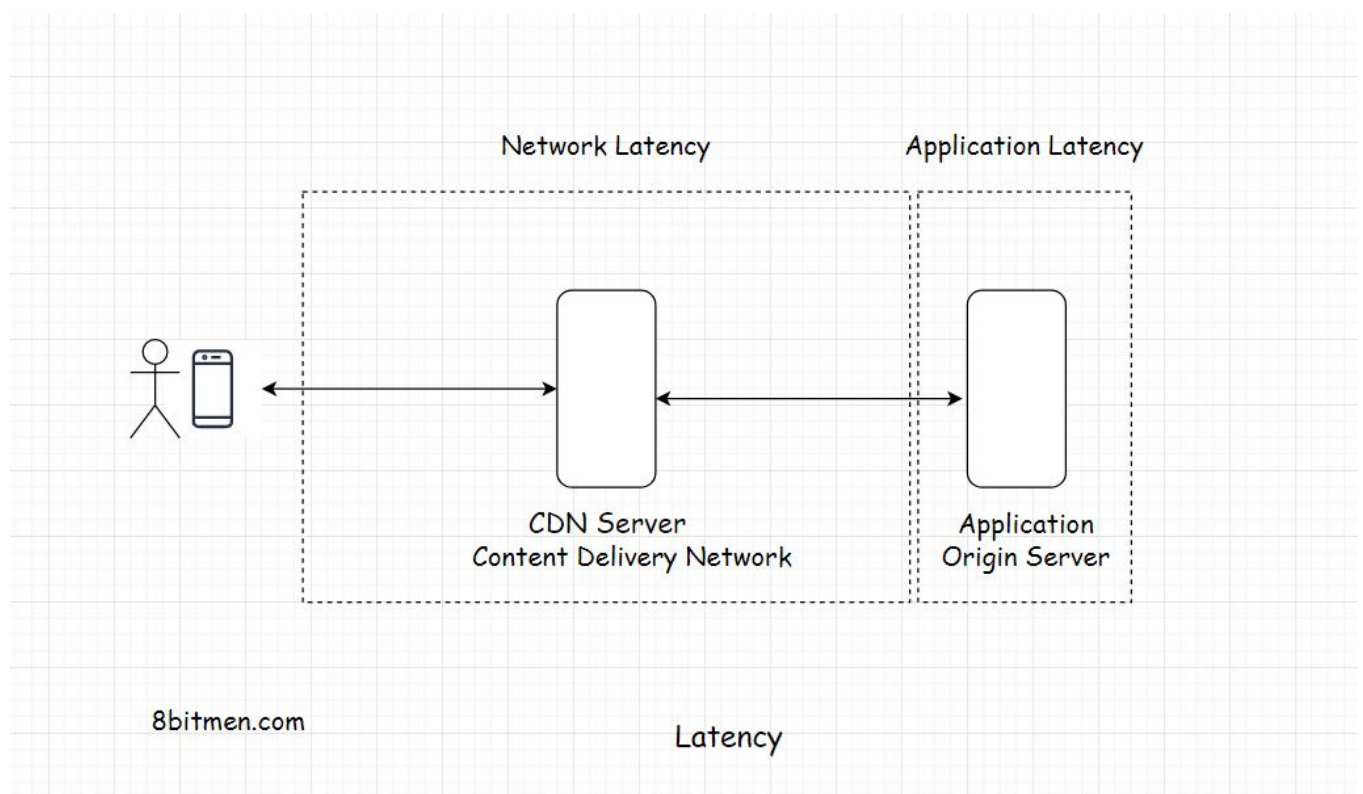 Network Latency
Application Latency
CDN Server
Content Delivery Network
Application
Origin Server
8bitmen.com
Latency